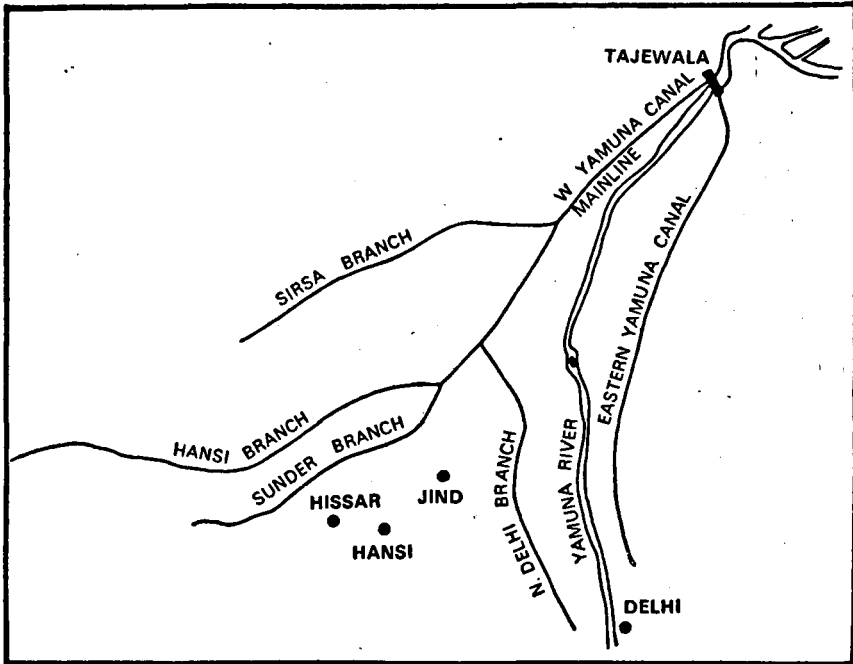 TAJEWALA
W YAMUNA CANAL
MAINLINE
EASTERN YAMUNA CANAL
SIRSA BRANCH
HANSI BRANCH
SUNDER BRANCH
HISSAR
JIND
HANSI
N. DELHI BRANCH
YAMUNA RIVER
DELHI